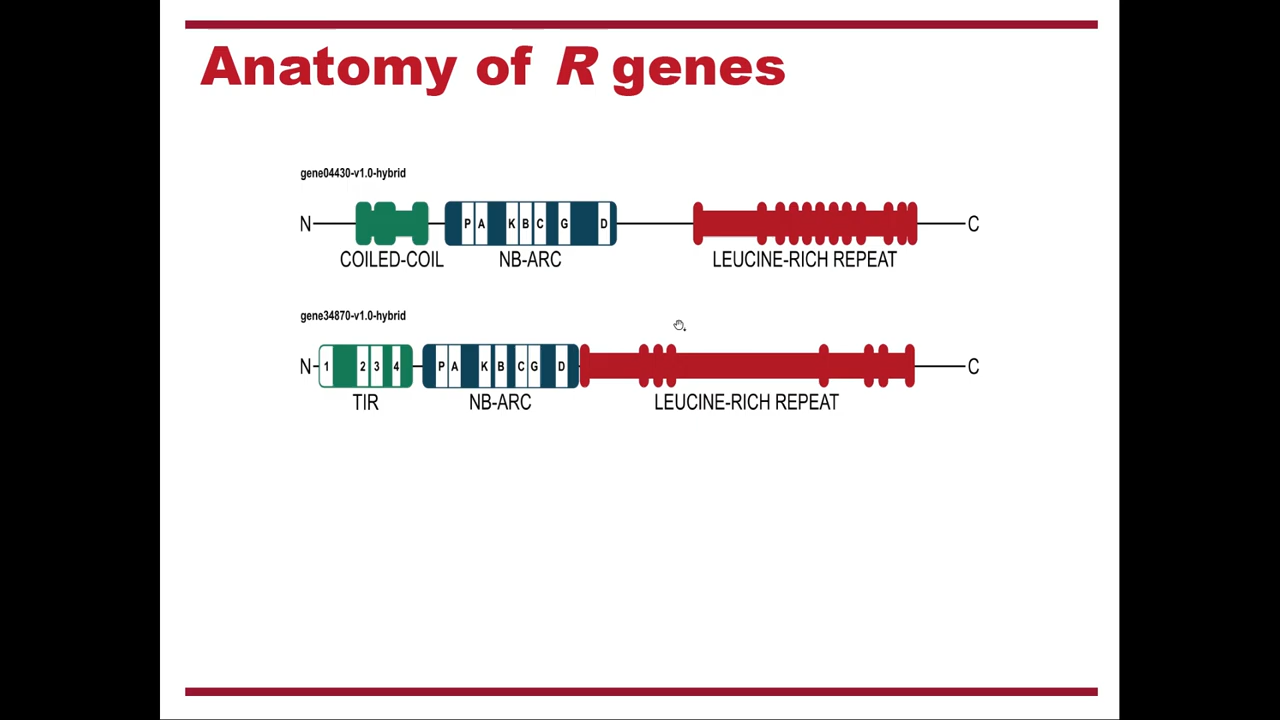 Anatomy of R genes
gene04430-v1.0-hybrid
N P A K B C G D C
COILED-COIL NB-ARC LEUCINE-RICH REPEAT
gene34870-v1.0-hybrid
N 1 2 3 4 P A K B C G D C
TIR NB-ARC LEUCINE-RICH REPEAT